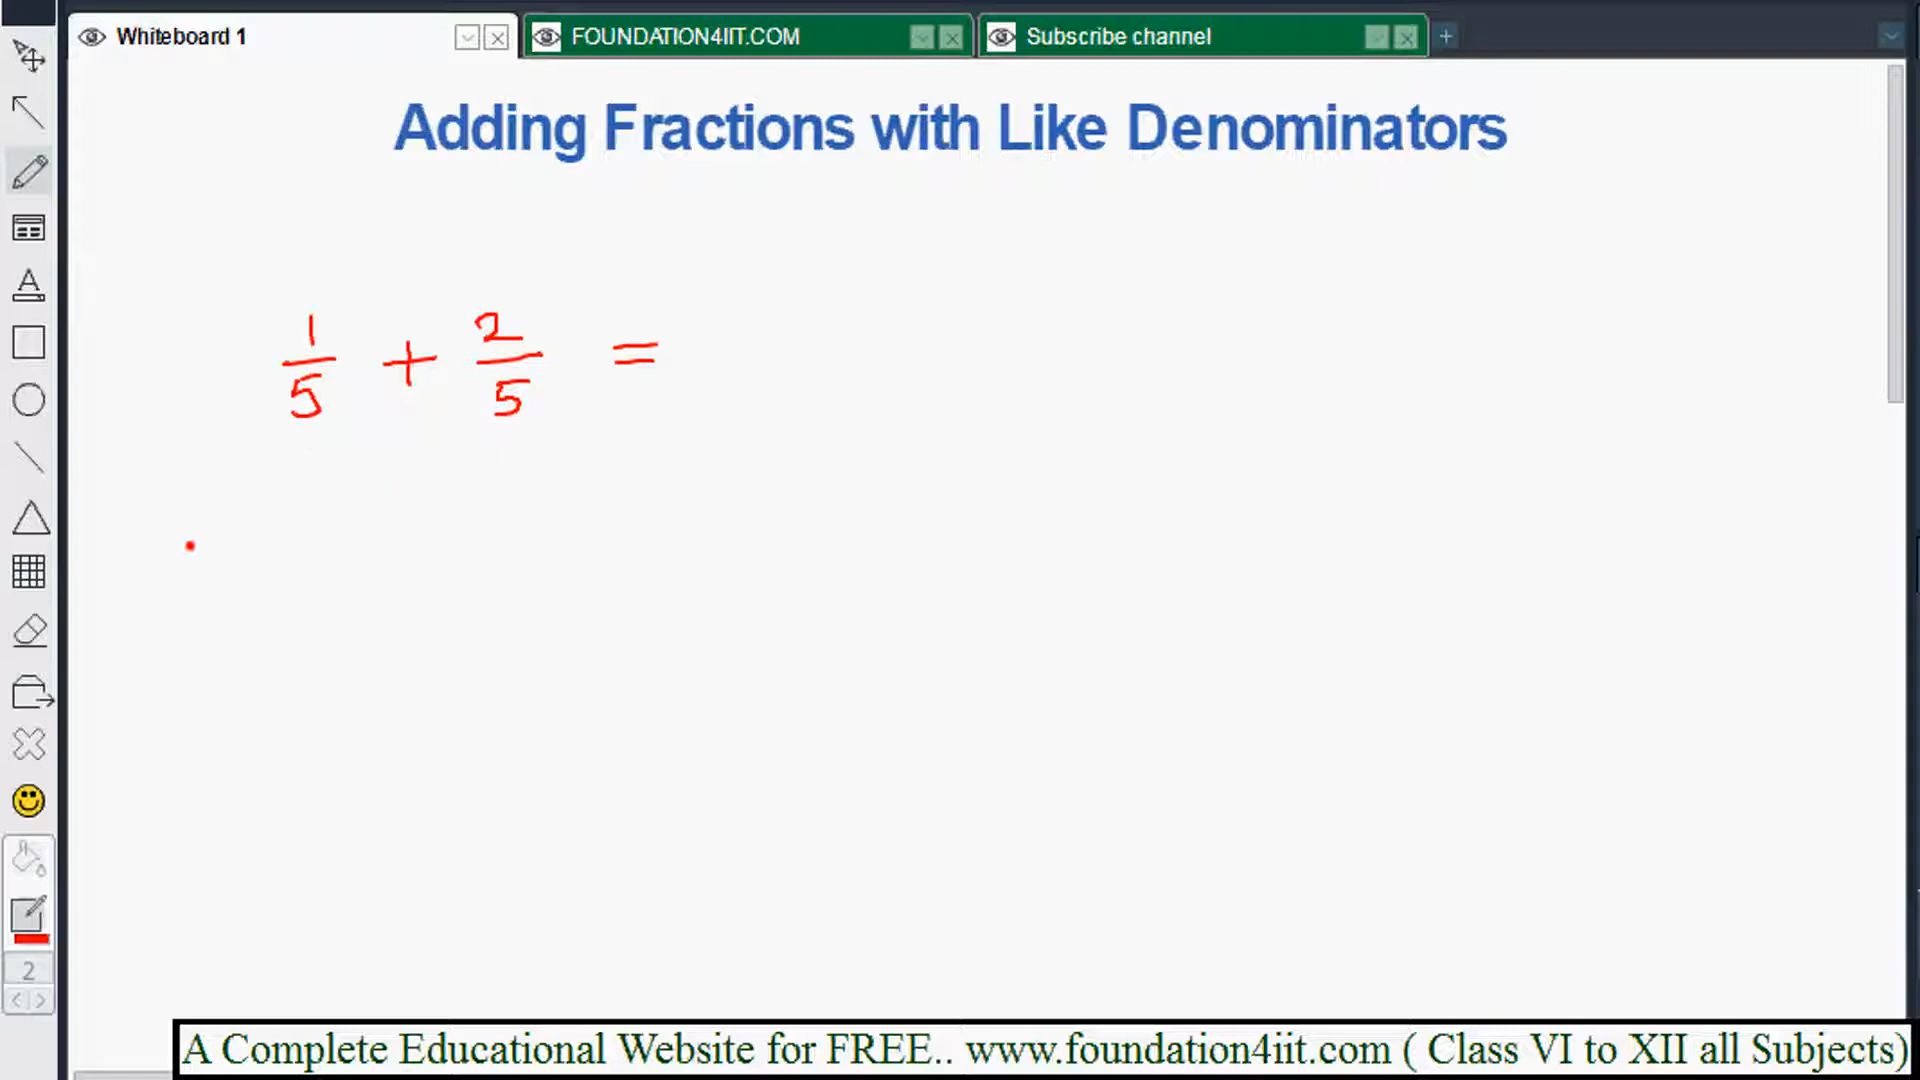 Whiteboard 1
FOUNDATION4IIT.COM
Subscribe channel
Adding Fractions with Like Denominators
1/5 + 2/5 =
2
A Complete Educational Website for FREE.. www.foundation4iit.com ( Class VI to XII all Subjects)